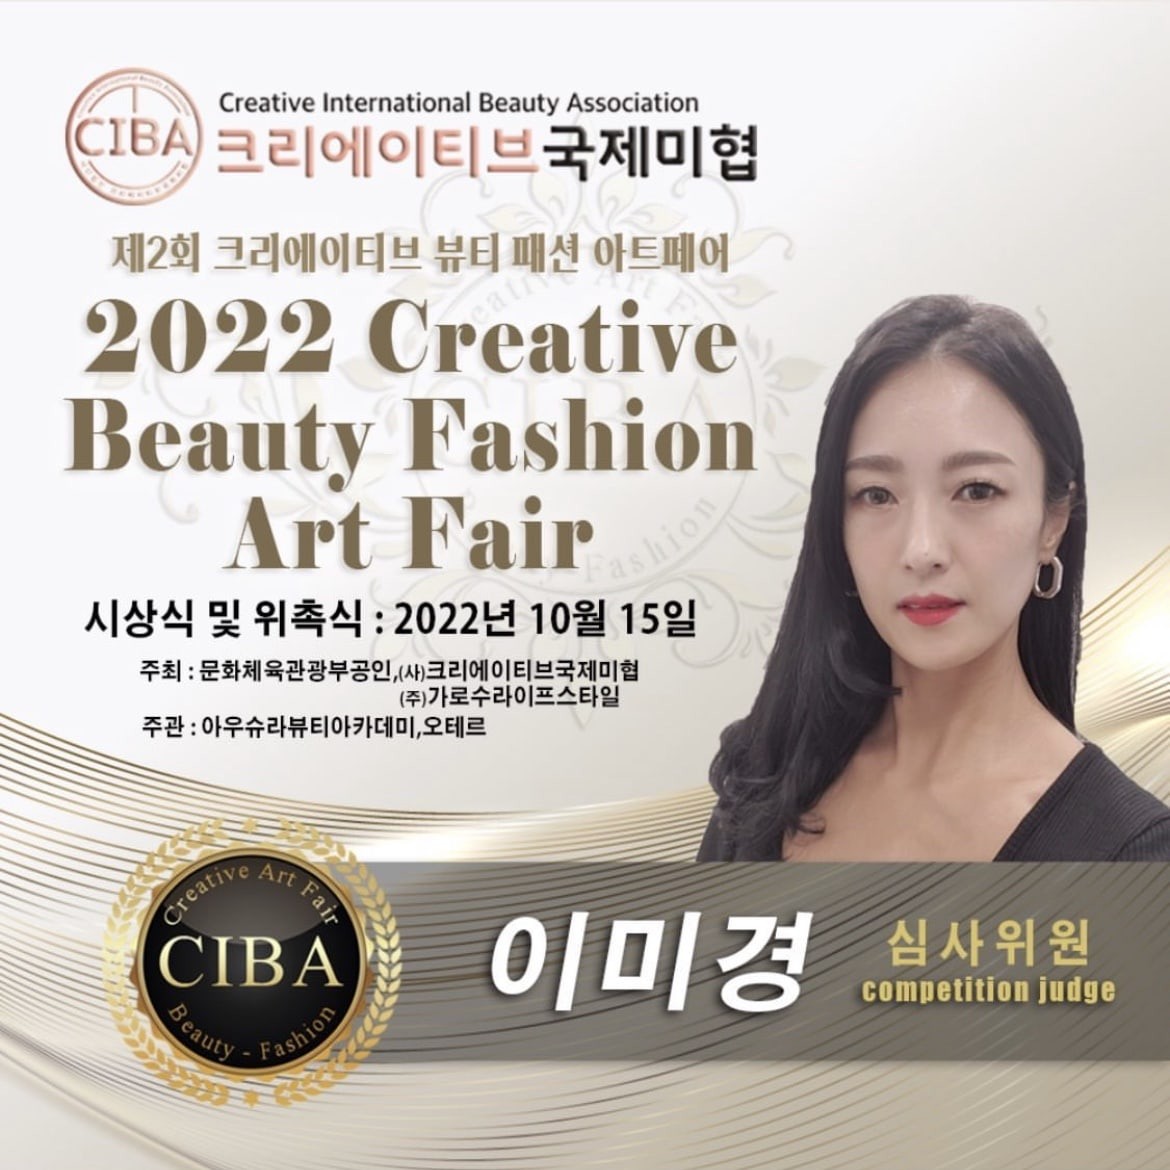 CIBA
Creative International Beauty Association
크리에이티브국제미협
제2회 크리에이티브 뷰티 패션 아트페어
2022 Creative
Beauty Fashion
Art Fair
시상식 및 위촉식 : 2022년 10월 15일
주최 : 문화체육관광부공인,(사)크리에이티브국제미협
(주)가로수라이프스타일
주관 : 아우슈라뷰티아카데미,오테르
Creative Art Fair
CIBA
Beauty - Fashion
이미경
심사위원
competition judge